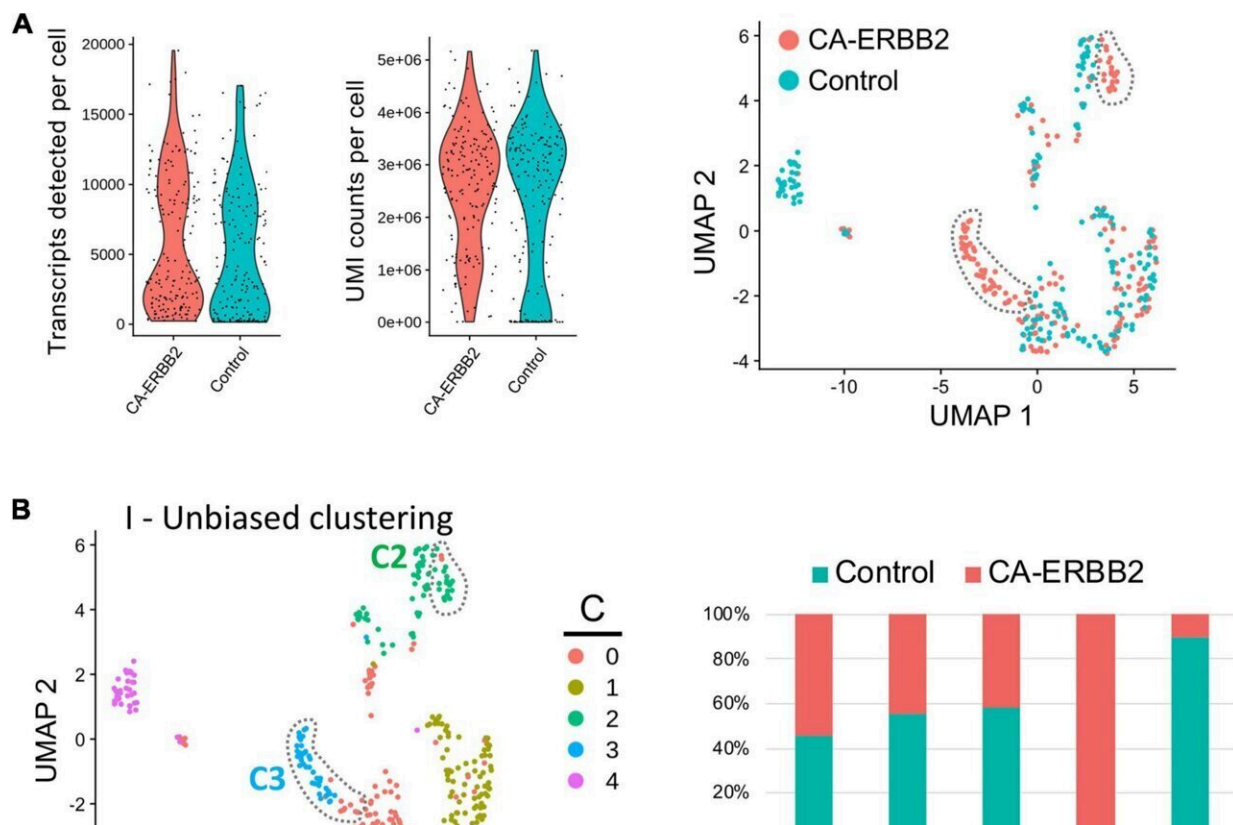 A
Transcripts detected per cell
20000
15000
10000
5000
0
CA-ERBB2
Control
UMI counts per cell
5e+06
4e+06
3e+06
2e+06
1e+06
0e+00
CA-ERBB2
Control
CA-ERBB2
Control
UMAP 2
6
4
2
0
-2
-4
-10
-5
0
5
UMAP 1
B
I - Unbiased clustering
UMAP 2
6
4
2
0
-2
C2
C3
C
0
1
2
3
4
Control CA-ERBB2
100%
80%
60%
40%
20%